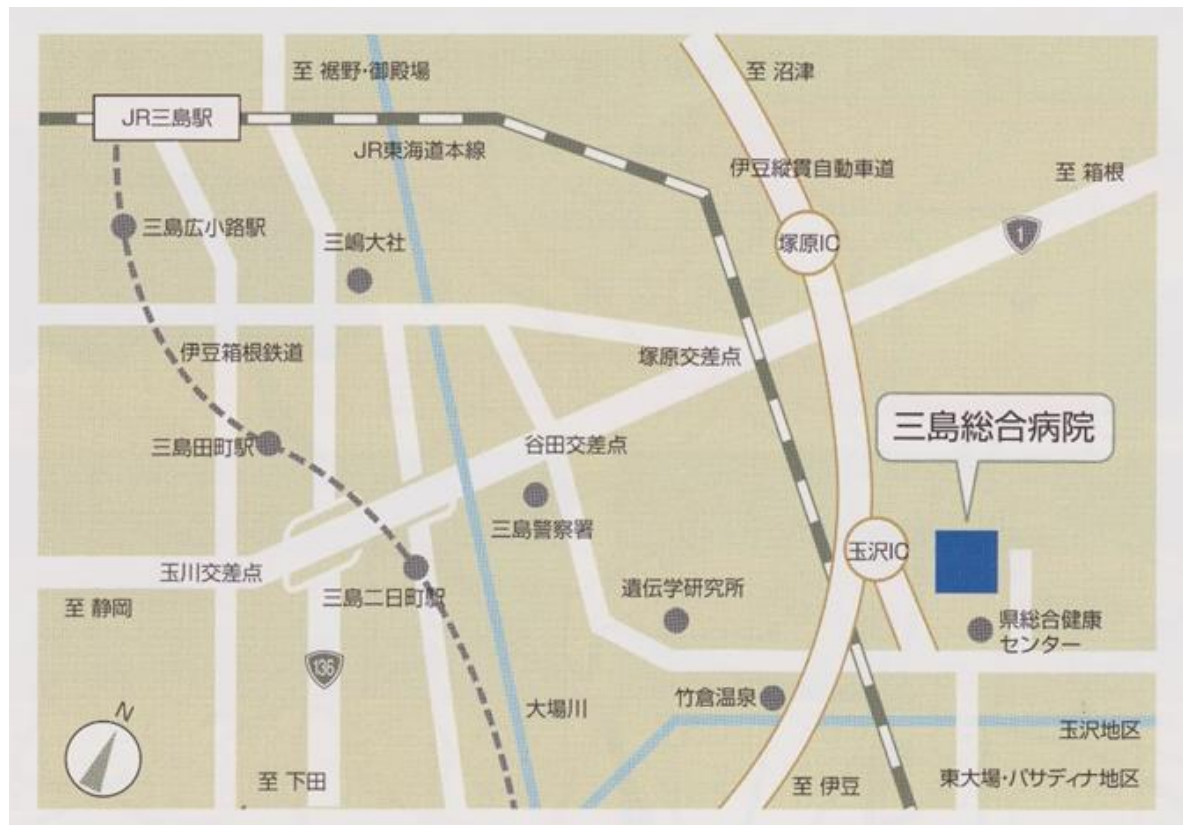 至 裾野・御殿場
至 沼津
JR三島駅
JR東海道本線
伊豆縦貫自動車道
至 箱根
三島広小路駅
三嶋大社
1
塚原IC
伊豆箱根鉄道
塚原交差点
三島総合病院
三島田町駅
谷田交差点
三島警察署
玉沢IC
玉川交差点
三島二日町駅
遺伝学研究所
至 静岡
県総合健康
センター
136
竹倉温泉
大場川
玉沢地区
N
至 下田
至 伊豆
東大場・パサディナ地区